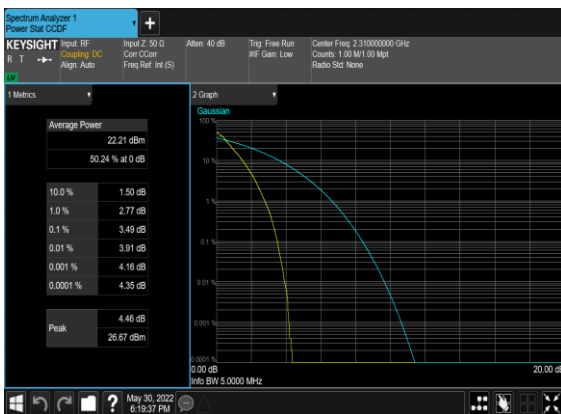 Spectrum Analyzer 1
Power Stat CCDF
+
KEYSIGHT
R T
Input: RF
Coupling: DC
Align: Auto
Input Z: 50 Ω
Corr CCorr
Freq Ref: Int (S)
Atten: 40 dB
Trig: Free Run
#IF Gain: Low
Center Freq: 2.310000000 GHz
Counts: 1.00 M/1.00 Mpt
Radio Std: None
1 Metrics
Average Power
22.21 dBm
50.24 % at 0 dB
10.0 % 1.50 dB
1.0 % 2.77 dB
0.1 % 3.49 dB
0.01 % 3.91 dB
0.001 % 4.16 dB
0.0001 % 4.35 dB
Peak
4.46 dB
26.67 dBm
2 Graph
Gaussian
100 %
10 %
1 %
0.1 %
0.01 %
0.001 %
0.0001 %
0.00 dB
20.00 dB
Info BW 5.0000 MHz
?
May 30, 2022
6:19:37 PM